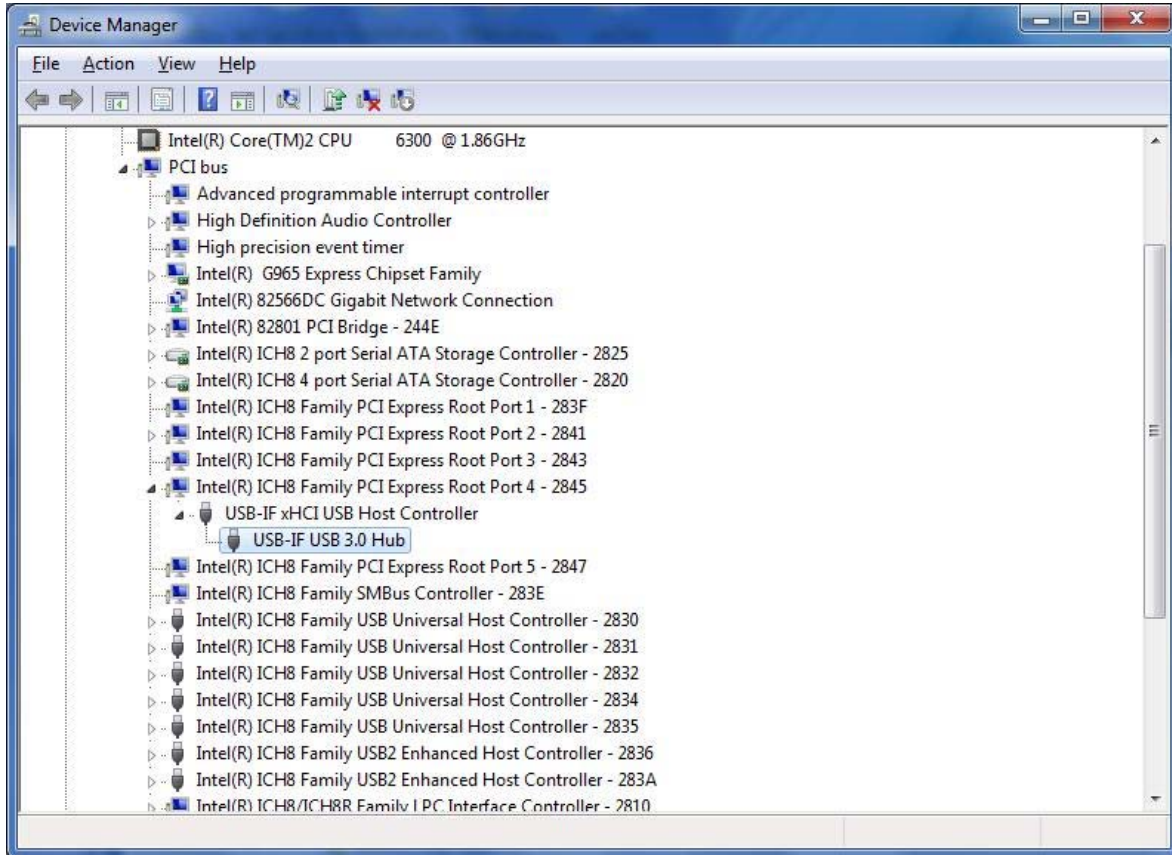 Device Manager
File Action View Help
Intel(R) Core(TM)2 CPU 6300 @ 1.86GHz
PCI bus
Advanced programmable interrupt controller
High Definition Audio Controller
High precision event timer
Intel(R) G965 Express Chipset Family
Intel(R) 82566DC Gigabit Network Connection
Intel(R) 82801 PCI Bridge - 244E
Intel(R) ICH8 2 port Serial ATA Storage Controller - 2825
Intel(R) ICH8 4 port Serial ATA Storage Controller - 2820
Intel(R) ICH8 Family PCI Express Root Port 1 - 283F
Intel(R) ICH8 Family PCI Express Root Port 2 - 2841
Intel(R) ICH8 Family PCI Express Root Port 3 - 2843
Intel(R) ICH8 Family PCI Express Root Port 4 - 2845
USB-IF xHCI USB Host Controller
USB-IF USB 3.0 Hub
Intel(R) ICH8 Family PCI Express Root Port 5 - 2847
Intel(R) ICH8 Family SMBus Controller - 283E
Intel(R) ICH8 Family USB Universal Host Controller - 2830
Intel(R) ICH8 Family USB Universal Host Controller - 2831
Intel(R) ICH8 Family USB Universal Host Controller - 2832
Intel(R) ICH8 Family USB Universal Host Controller - 2834
Intel(R) ICH8 Family USB Universal Host Controller - 2835
Intel(R) ICH8 Family USB2 Enhanced Host Controller - 2836
Intel(R) ICH8 Family USB2 Enhanced Host Controller - 283A
Intel(R) ICH8/ICH8R Family LPC Interface Controller - 2810